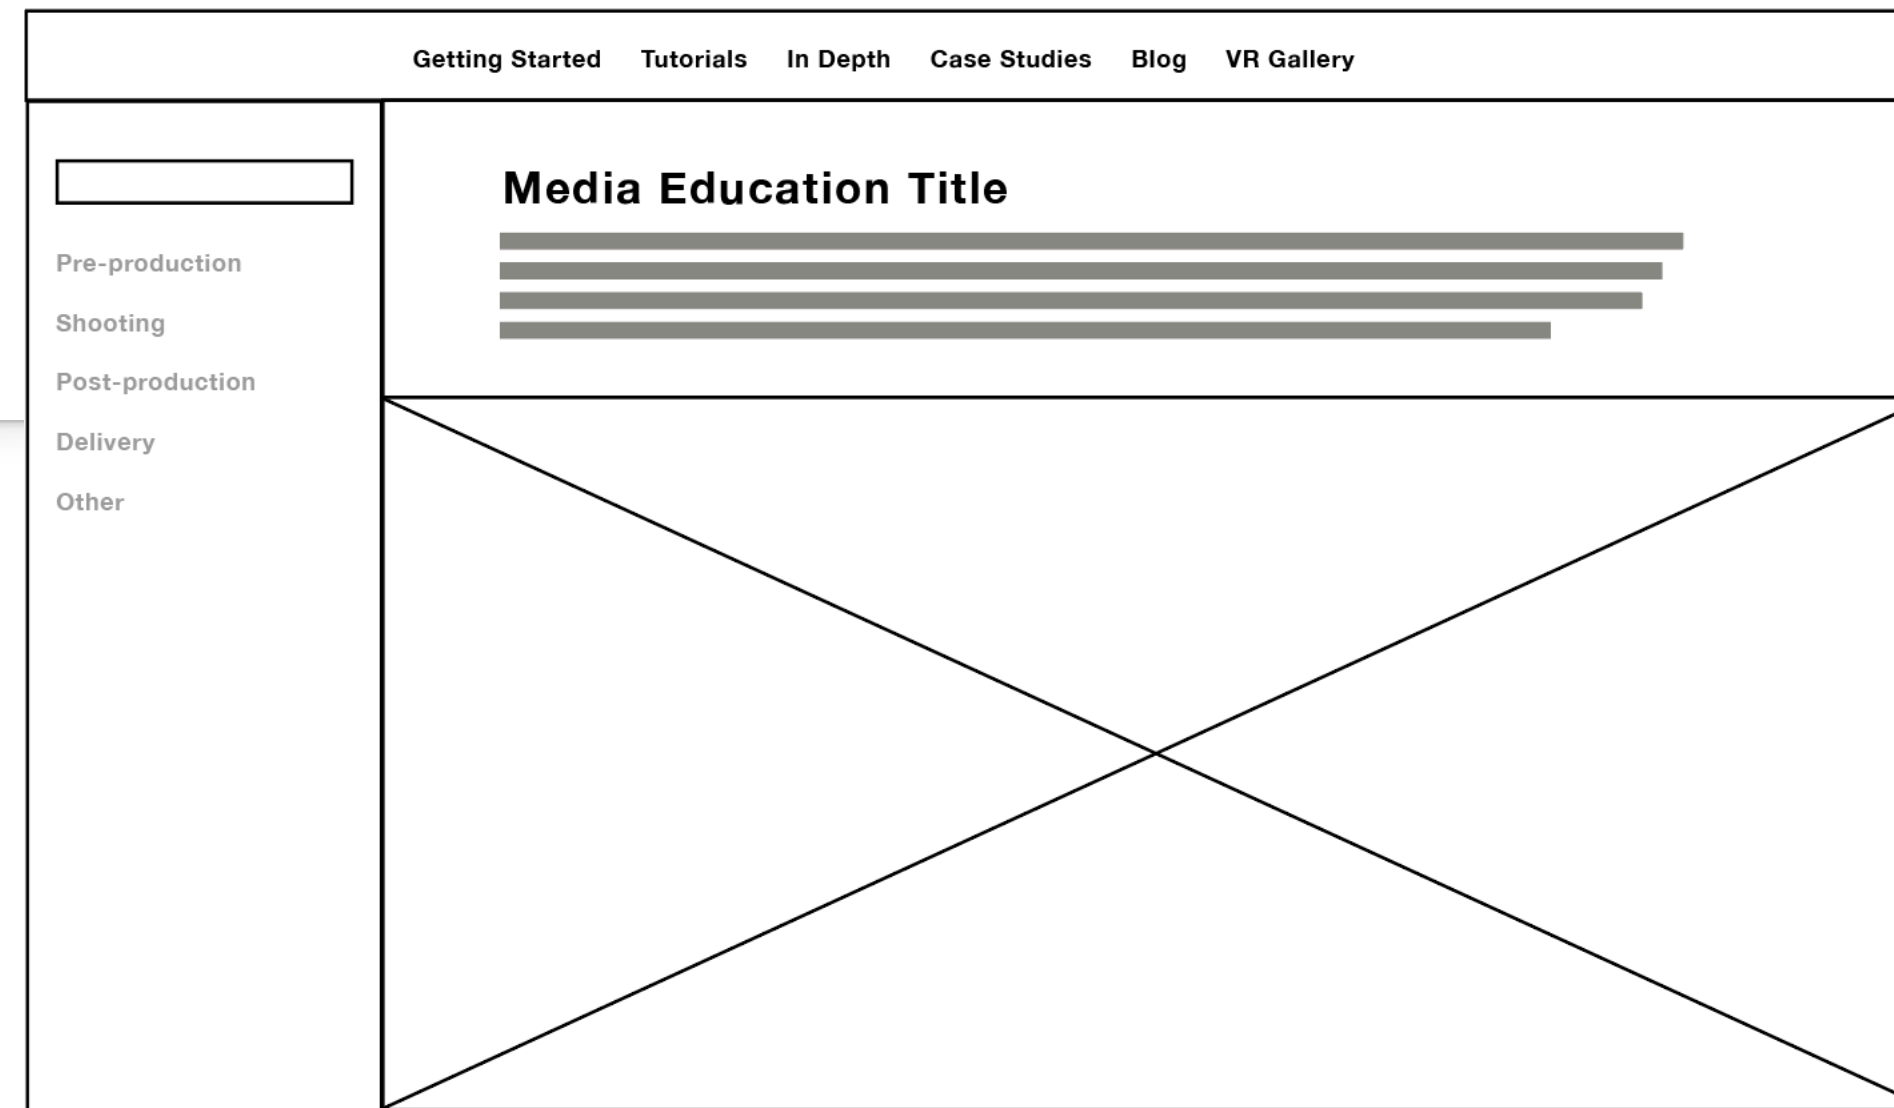 Getting Started Tutorials In Depth Case Studies Blog VR Gallery
Media Education Title
Pre-production
Shooting
Post-production
Delivery
Other